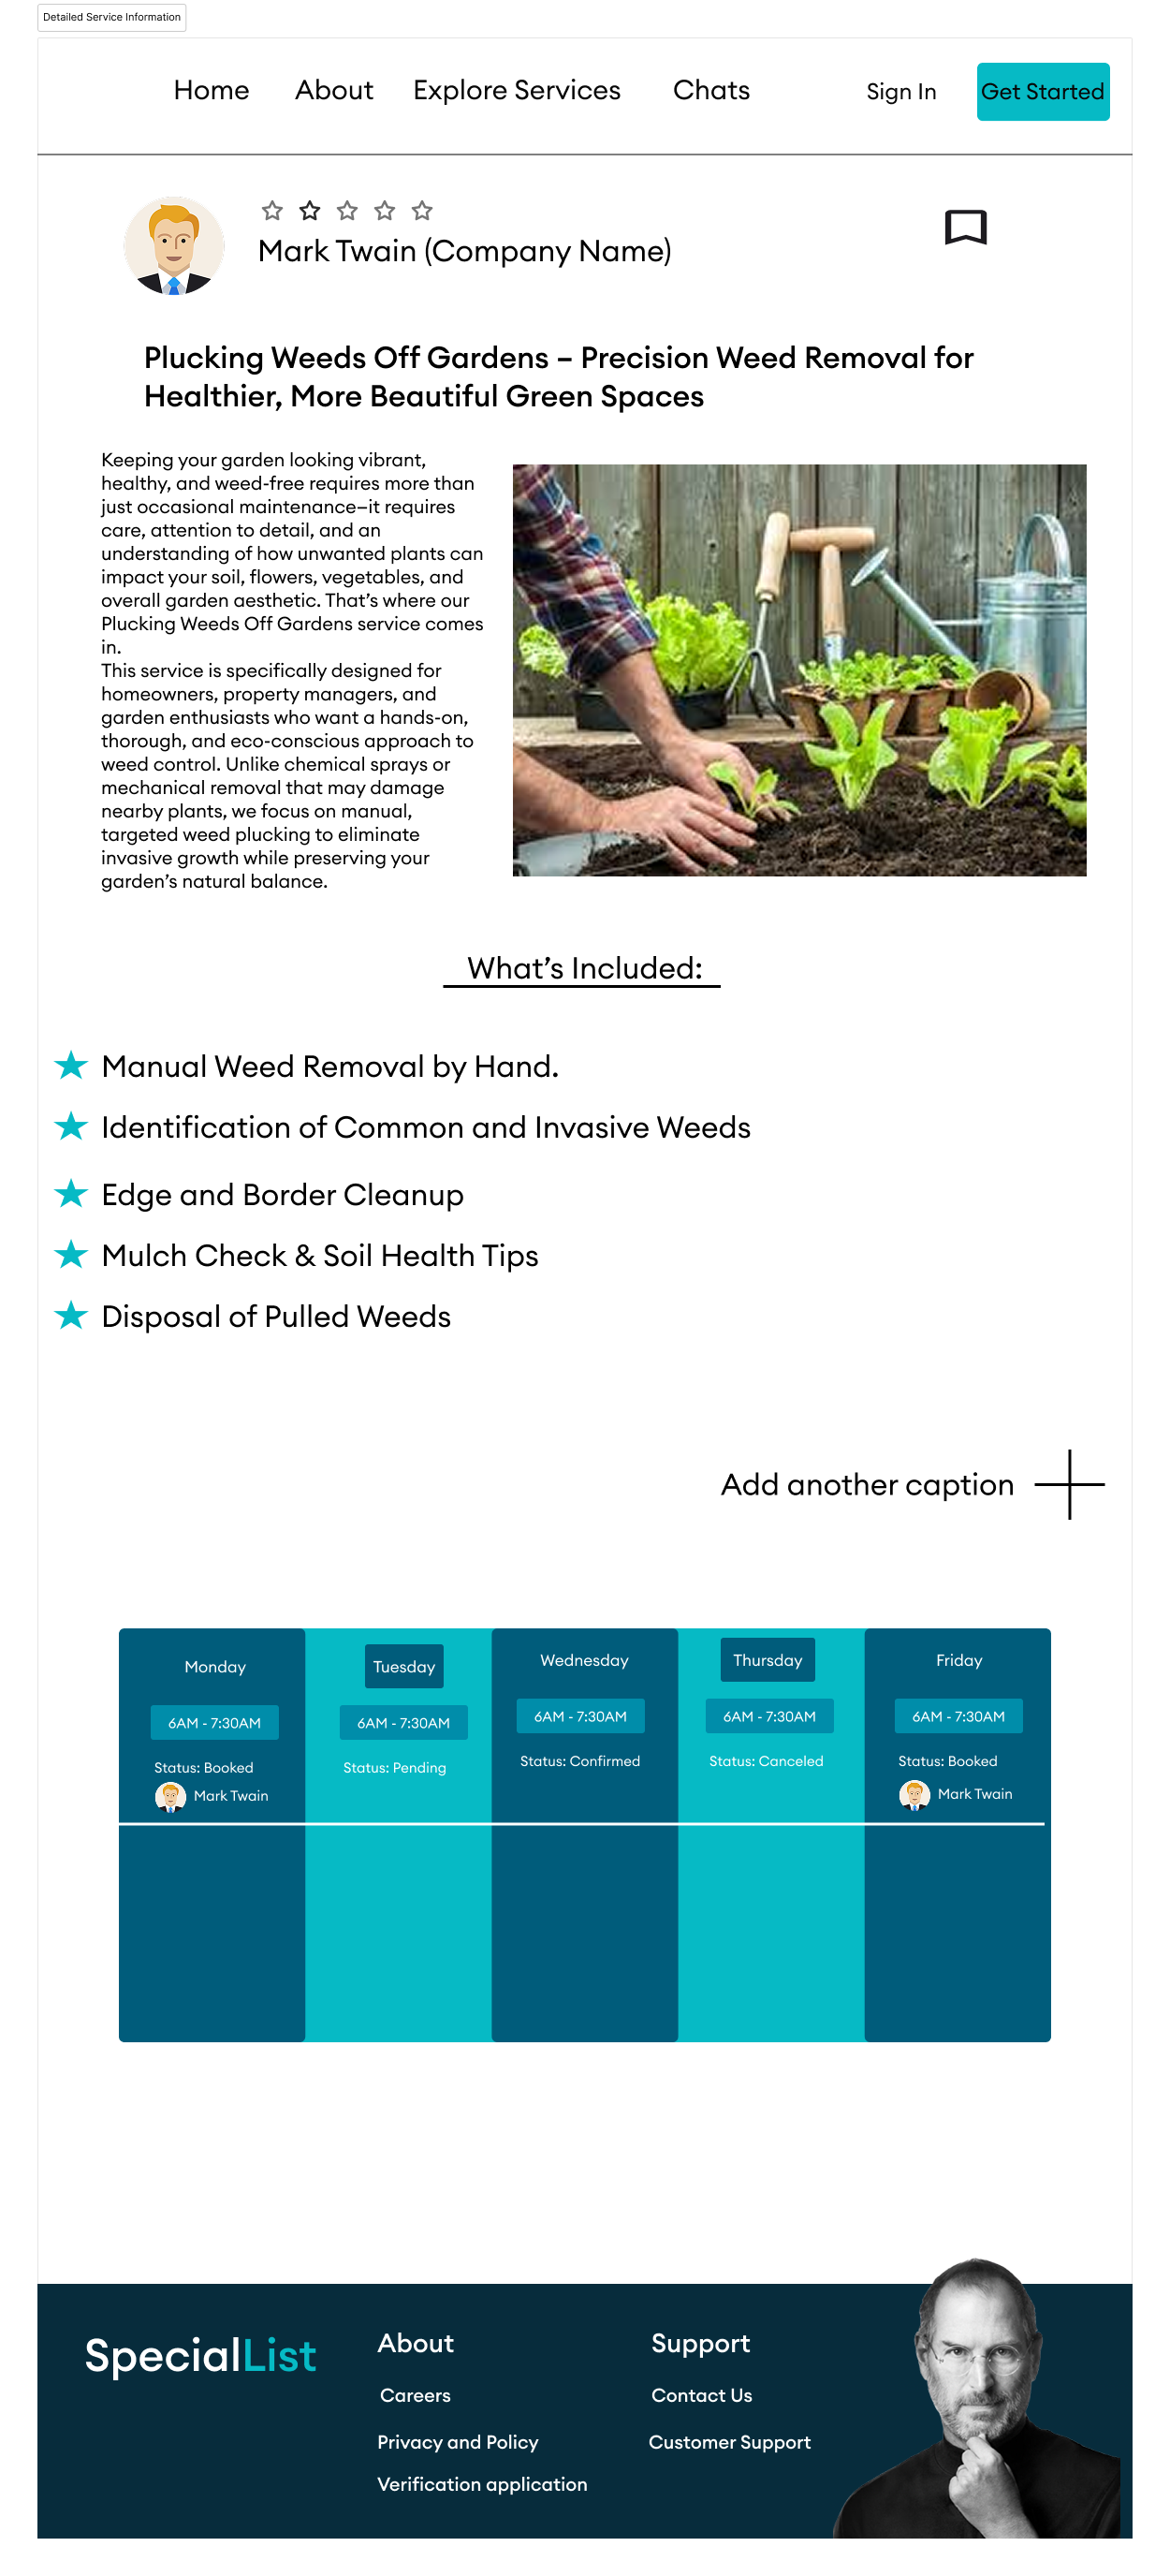 Detailed Service Information
Home About Explore Services Chats Sign In Get Started
Mark Twain (Company Name)
Plucking Weeds Off Gardens – Precision Weed Removal for
Healthier, More Beautiful Green Spaces
Keeping your garden looking vibrant,
healthy, and weed-free requires more than
just occasional maintenance—it requires
care, attention to detail, and an
understanding of how unwanted plants can
impact your soil, flowers, vegetables, and
overall garden aesthetic. That’s where our
Plucking Weeds Off Gardens service comes
in.
This service is specifically designed for
homeowners, property managers, and
garden enthusiasts who want a hands-on,
thorough, and eco-conscious approach to
weed control. Unlike chemical sprays or
mechanical removal that may damage
nearby plants, we focus on manual,
targeted weed plucking to eliminate
invasive growth while preserving your
garden’s natural balance.
What’s Included:
Manual Weed Removal by Hand.
Identification of Common and Invasive Weeds
Edge and Border Cleanup
Mulch Check & Soil Health Tips
Disposal of Pulled Weeds
Add another caption
Monday
6AM - 7:30AM
Status: Booked
Mark Twain
Tuesday
6AM - 7:30AM
Status: Pending
Wednesday
6AM - 7:30AM
Status: Confirmed
Thursday
6AM - 7:30AM
Status: Canceled
Friday
6AM - 7:30AM
Status: Booked
Mark Twain
SpecialList
About
Careers
Privacy and Policy
Verification application
Support
Contact Us
Customer Support